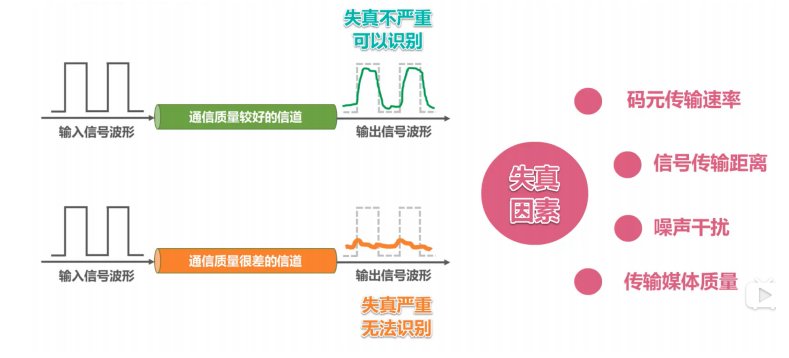 失真不严重
可以识别
通信质量较好的信道
输入信号波形
输出信号波形
通信质量很差的信道
输入信号波形
输出信号波形
失真严重
无法识别
失真
因素
码元传输速率
信号传输距离
噪声干扰
传输媒体质量